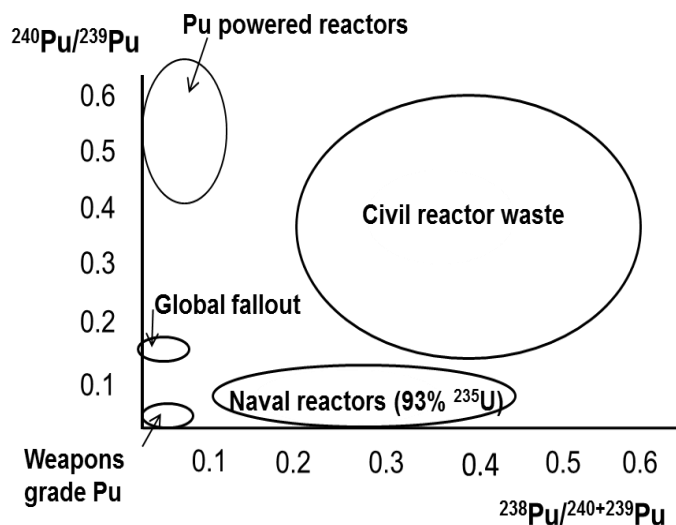 Pu powered reactors
²⁴⁰Pu/²³⁹Pu
0.6
0.5
0.4
0.3
0.2
0.1
Civil reactor waste
Global fallout
Naval reactors (93% ²³⁵U)
Weapons
grade Pu
0.1 0.2 0.3 0.4 0.5 0.6
²³⁸Pu/²⁴⁰⁺²³⁹Pu